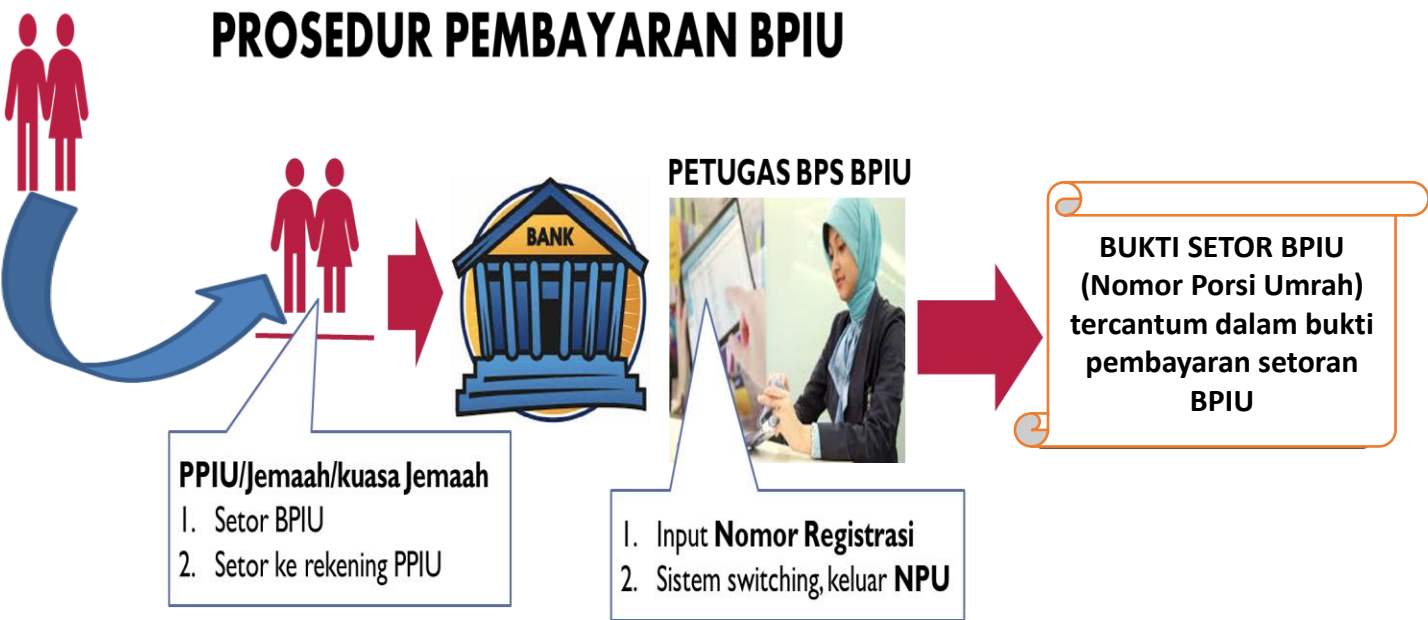 PROSEDUR PEMBAYARAN BPIU
PETUGAS BPS BPIU
BANK
BUKTI SETOR BPIU
(Nomor Porsi Umrah)
tercantum dalam bukti
pembayaran setoran
BPIU
PPIU/Jemaah/kuasa Jemaah
1. Setor BPIU
2. Setor ke rekening PPIU
1. Input Nomor Registrasi
2. Sistem switching, keluar NPU